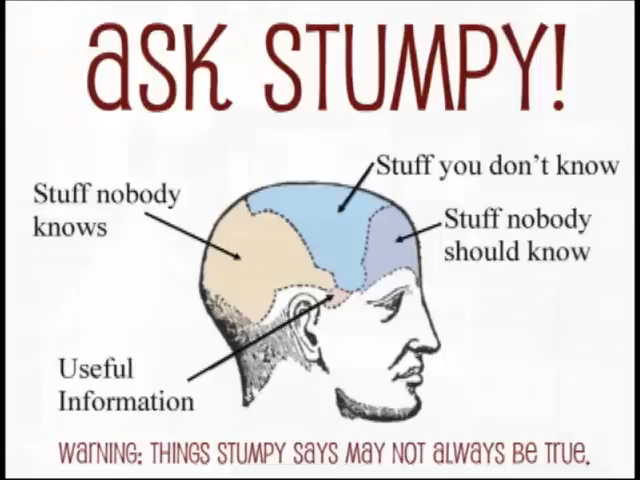 ask STUMPY!
Stuff you don't know
Stuff nobody
knows
Stuff nobody
should know
Useful
Information
WARNING: THINGS STUMPY SAYS MAY NOT ALWAYS BE TRUE.